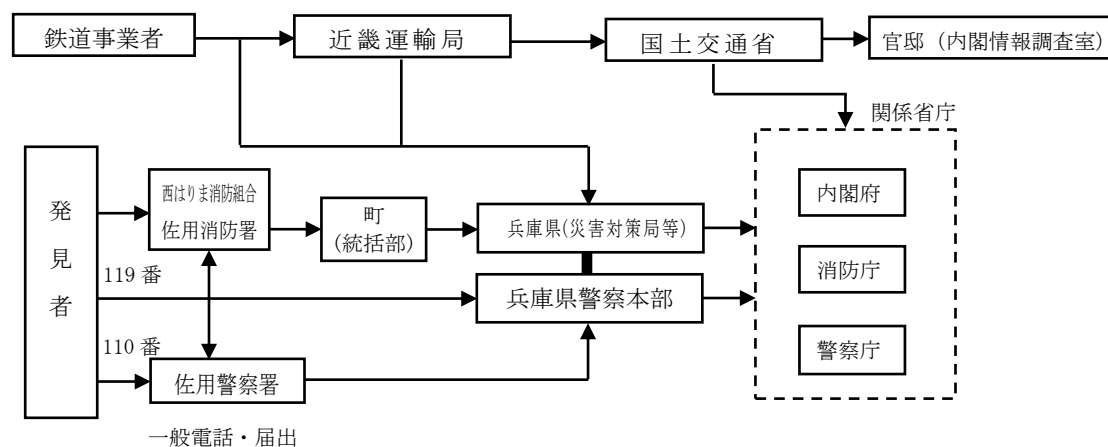 鉄道事業者
近畿運輸局
国土交通省
官邸（内閣情報調査室）
関係省庁
発見者
西はりま消防組合
佐用消防署
町
(統括部)
兵庫県(災害対策局等)
内閣府
消防庁
119 番
兵庫県警察本部
110 番
佐用警察署
警察庁
一般電話・届出